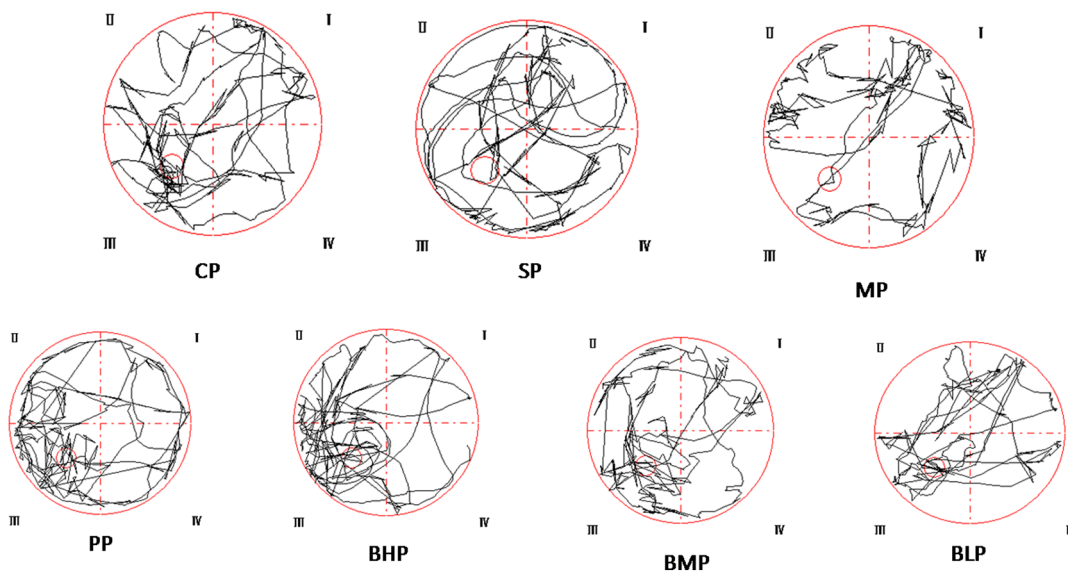 II I II I II I
III IV III IV III IV
CP SP MP
II I II I II I II
III IV III IV III IV III I
PP BHP BMP BLP